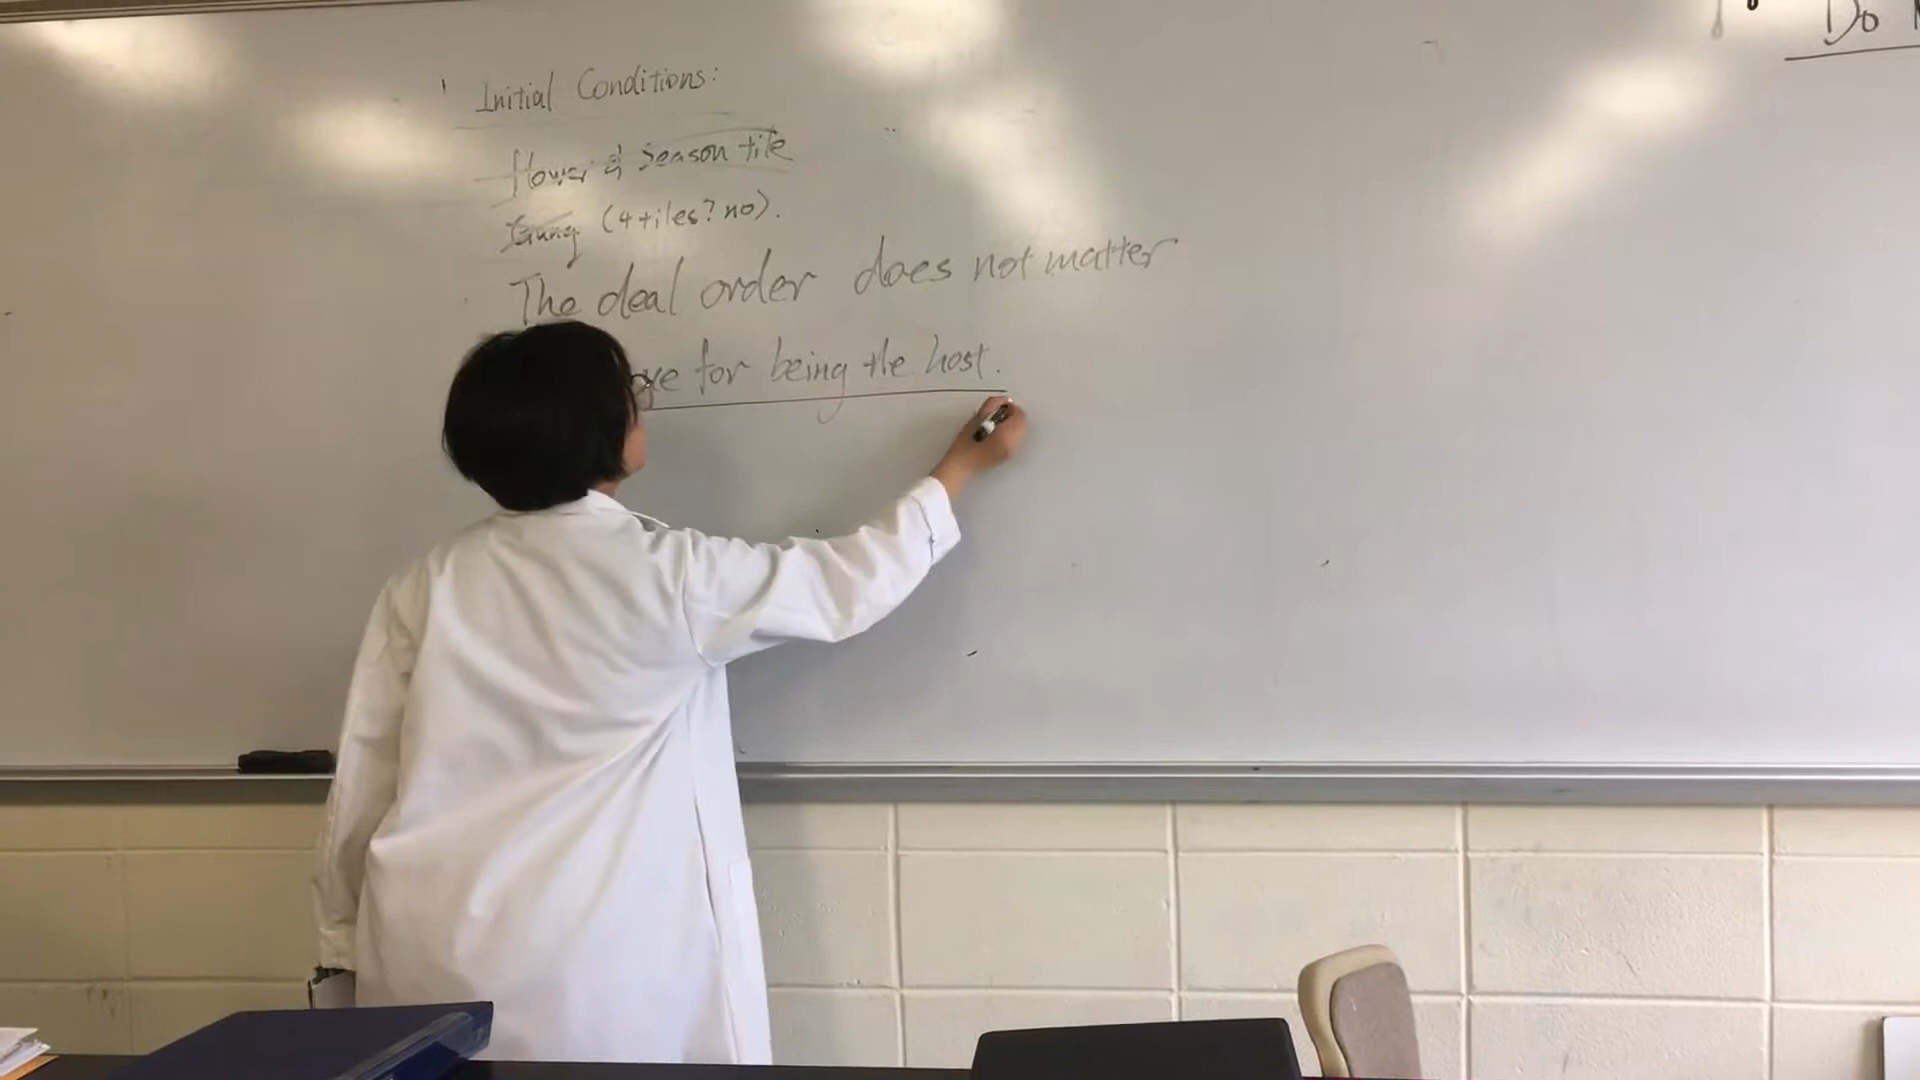 Do
Initial Conditions:
flower & season tile
Gung (4 tiles? no).
The deal order does not matter
for being the host.